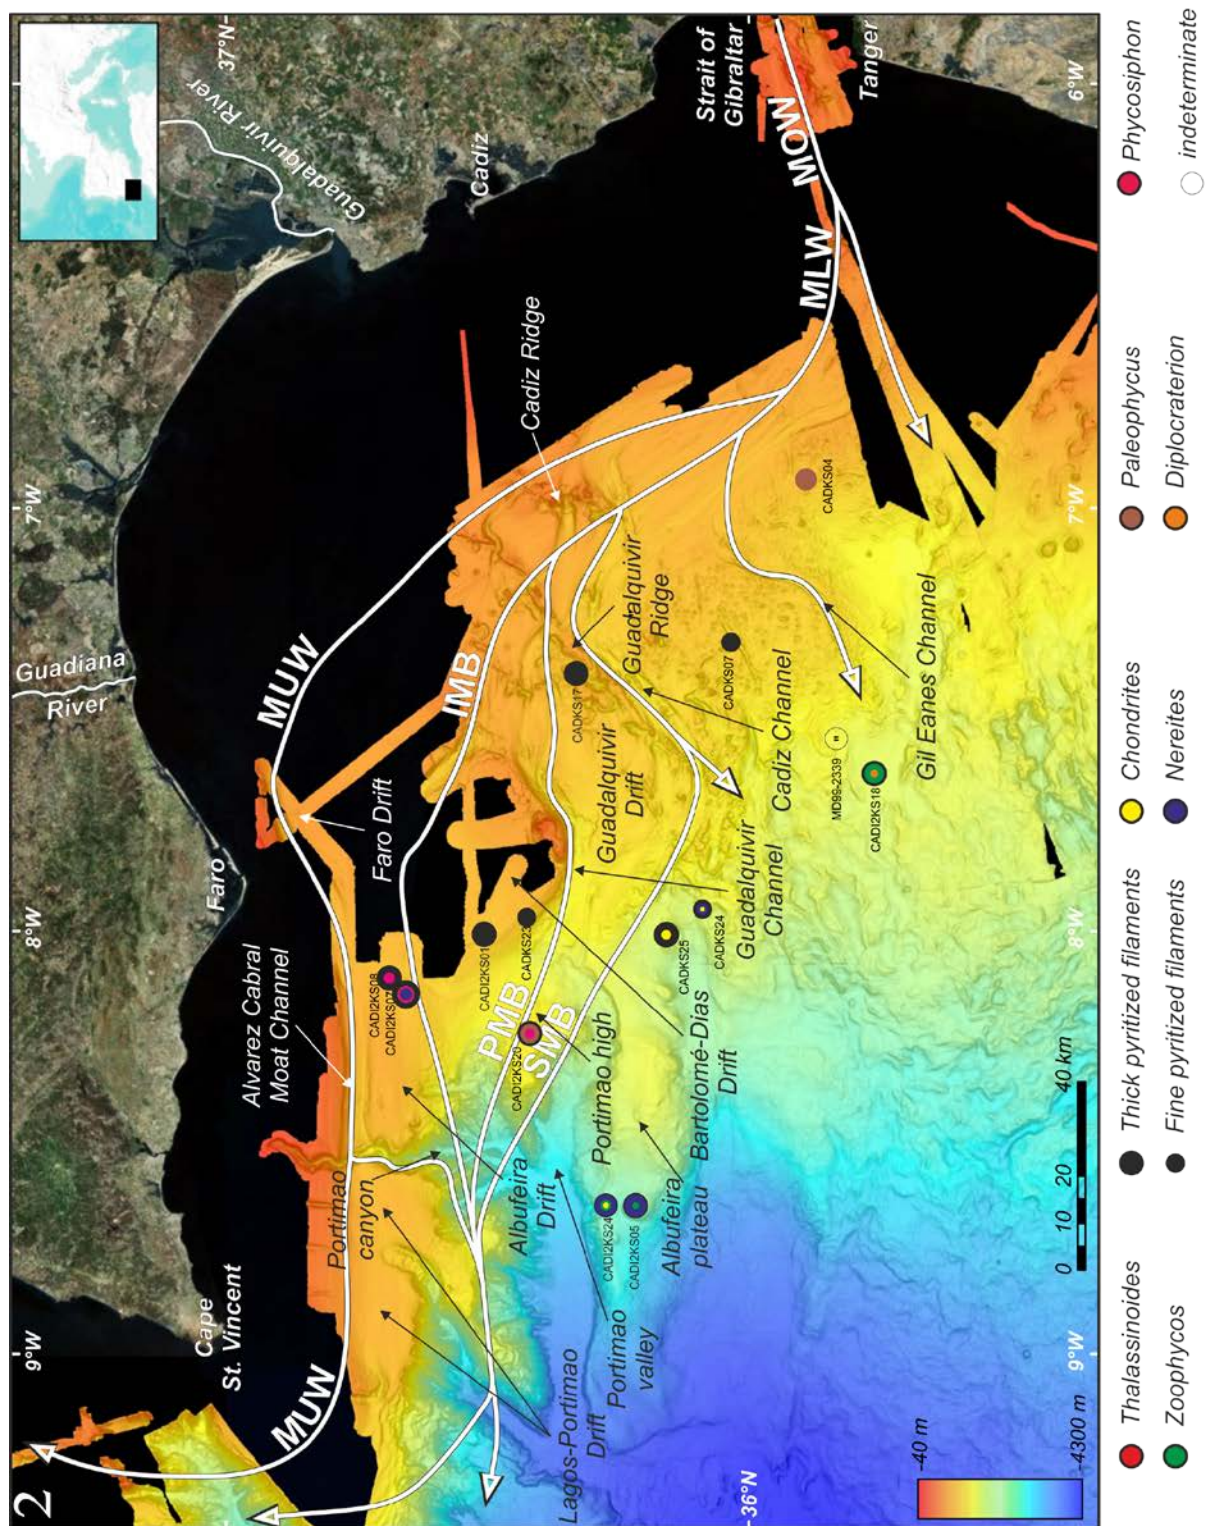 2
9°W
8°W
7°W
6°W
37°N
36°N
Cape
St. Vincent
Faro
Guadiana
River
Guadalquivir River
Cadiz
Strait of
Gibraltar
Tanger
MUW
MUW
IMB
PMB
SMB
MLW
MOW
Alvarez Cabral
Moat Channel
Faro Drift
Cadiz Ridge
Portimao
canyon
Albufeira
Drift
Lagos-Portimao
Drift
Portimao
valley
Portimao high
Albufeira
plateau
Bartolomé-Dias
Drift
Guadalquivir
Channel
Guadalquivir
Drift
Guadalquivir
Ridge
Cadiz Channel
Gil Eanes Channel
CADI2KS08
CADI2KS07
CADI2KS01
CADKS23
CADI2KS20
CADKS17
CADKS25
CADKS24
CADI2KS24
CADI2KS05
CADKS07
CADKS04
MD99-2339
CADI2KS18
-40 m
-4300 m
0 10 20 40 km
Thalassinoides
Zoophycos
Thick pyritized filaments
Fine pyritized filaments
Chondrites
Nereites
Paleophycus
Diplocraterion
Phycosiphon
indeterminate